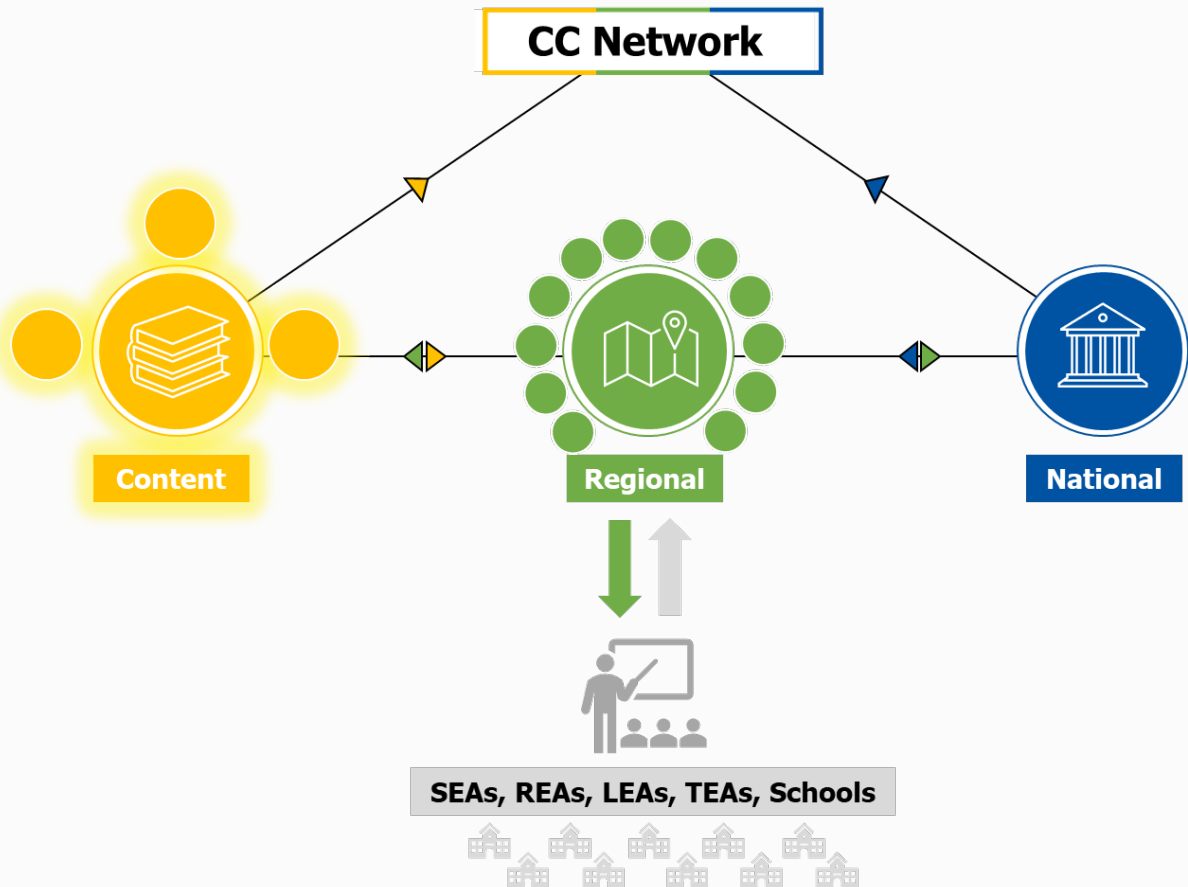 CC Network
Content
Regional
National
SEAs, REAs, LEAs, TEAs, Schools